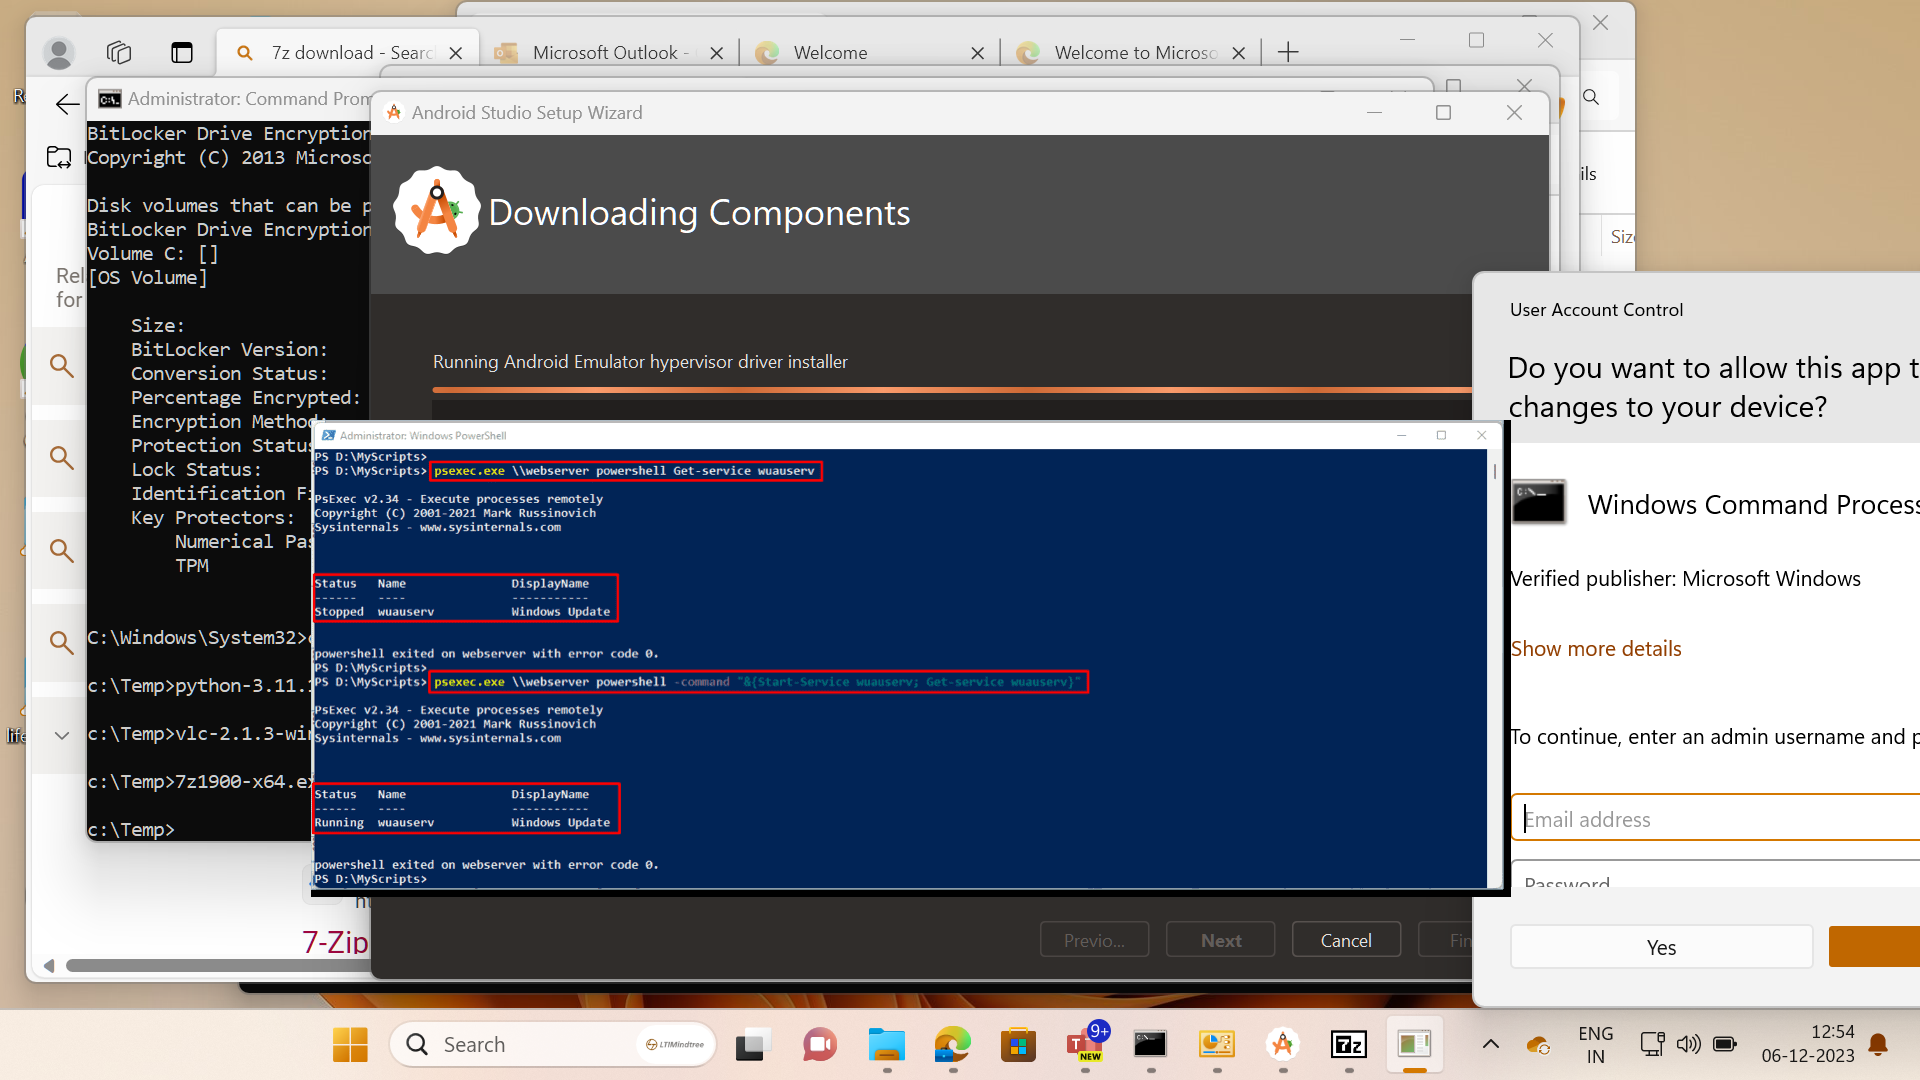 7z download - Searc
Microsoft Outlook -
Welcome
Welcome to Microso
Administrator: Command Prom
BitLocker Drive Encryption
Copyright (C) 2013 Microso
Disk volumes that can be p
BitLocker Drive Encryption
Volume C: []
[OS Volume]
Size:
BitLocker Version:
Conversion Status:
Percentage Encrypted:
Encryption Method:
Protection Status
Lock Status:
Identification Fi
Key Protectors:
Numerical Pas
TPM
C:\Windows\System32>c
c:\Temp>python-3.11.
c:\Temp>vlc-2.1.3-win
c:\Temp>7z1900-x64.ex
c:\Temp>
Rel
for
life
7-Zip
Android Studio Setup Wizard
Downloading Components
Running Android Emulator hypervisor driver installer
Previo...
Next
Cancel
Fin
ils
Size
Administrator: Windows PowerShell
PS D:\MyScripts>
PS D:\MyScripts> psexec.exe \\webserver powershell Get-service wuauserv
PsExec v2.34 - Execute processes remotely
Copyright (C) 2001-2021 Mark Russinovich
Sysinternals - www.sysinternals.com
Status Name DisplayName
------ ---- -----------
Stopped wuauserv Windows Update
powershell exited on webserver with error code 0.
PS D:\MyScripts>
PS D:\MyScripts> psexec.exe \\webserver powershell -command "&{Start-Service wuauserv; Get-service wuauserv}"
PsExec v2.34 - Execute processes remotely
Copyright (C) 2001-2021 Mark Russinovich
Sysinternals - www.sysinternals.com
Status Name DisplayName
------ ---- -----------
Running wuauserv Windows Update
powershell exited on webserver with error code 0.
PS D:\MyScripts>
User Account Control
Do you want to allow this app t
changes to your device?
Windows Command Process
Verified publisher: Microsoft Windows
Show more details
To continue, enter an admin username and p
Email address
Password
Yes
Search
LTIMindtree
9+
NEW
7z
ENG
IN
12:54
06-12-2023